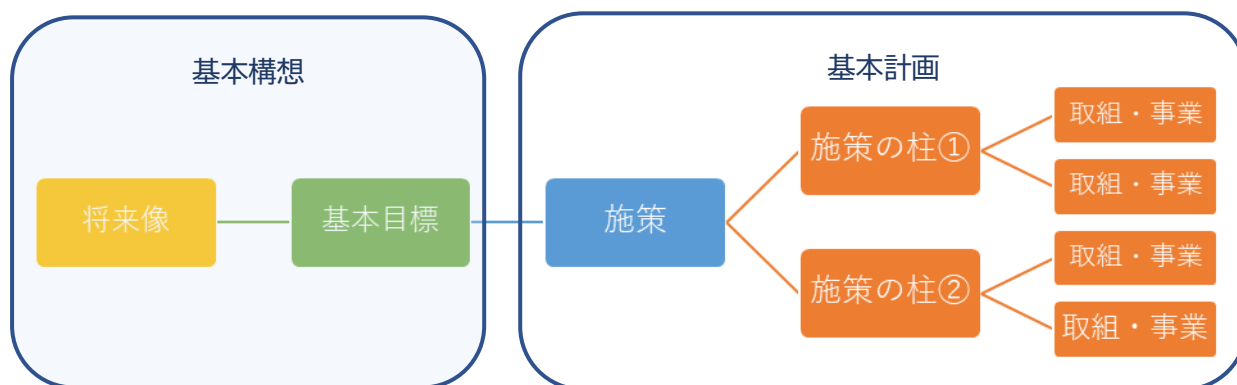 基本構想
将来像
基本目標
基本計画
施策
施策の柱①
取組・事業
取組・事業
施策の柱②
取組・事業
取組・事業